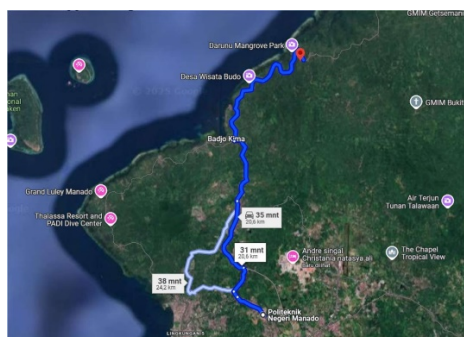 GMIM Getsemani
Darunu Mangrove Park
Desa Wisata Budo
GMIM Bukit
Badjo Kima
Grand Luley Manado
Thalassa Resort and
PADI Dive Center
Air Terjun
Tunan Talawaan
35 mnt
20,6 km
31 mnt
20,6 km
Andre singal
Christania natasya ali
The Chapel
Tropical View
38 mnt
24,2 km
Politeknik
Negeri Manado